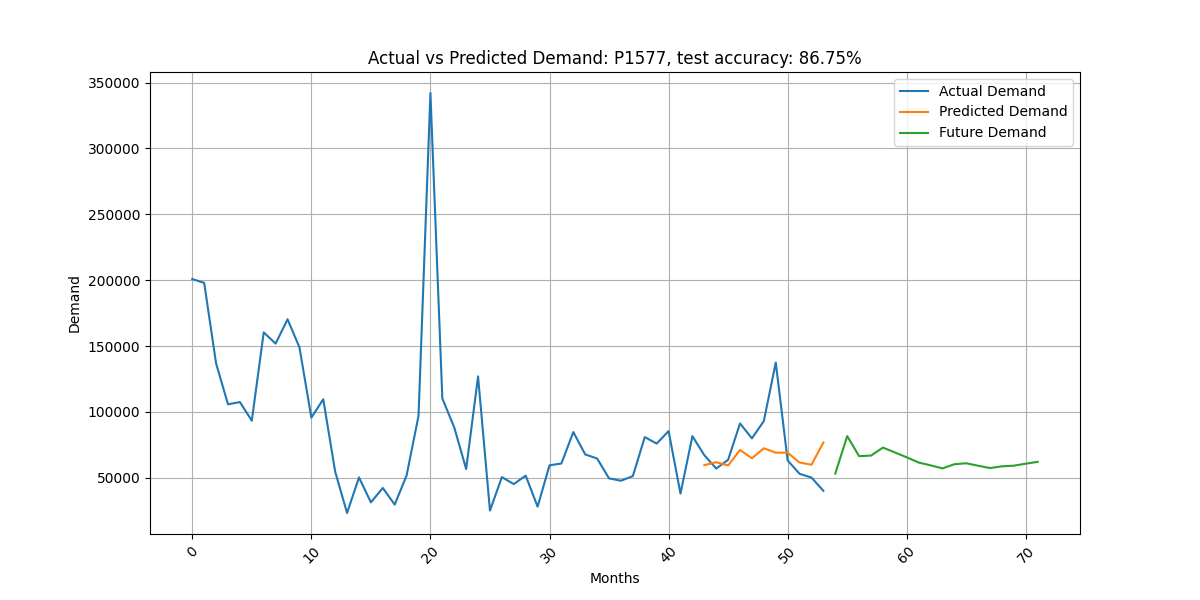 Actual vs Predicted Demand: P1577, test accuracy: 86.75%
Actual Demand
Predicted Demand
Future Demand
350000
300000
250000
200000
150000
100000
50000
Demand
0
10
20
30
40
50
60
70
Months